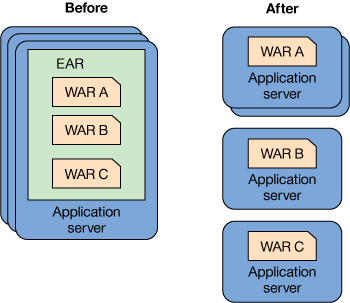 Before
EAR
WAR A
WAR B
WAR C
Application
server
After
WAR A
Application
server
WAR B
Application
server
WAR C
Application
server